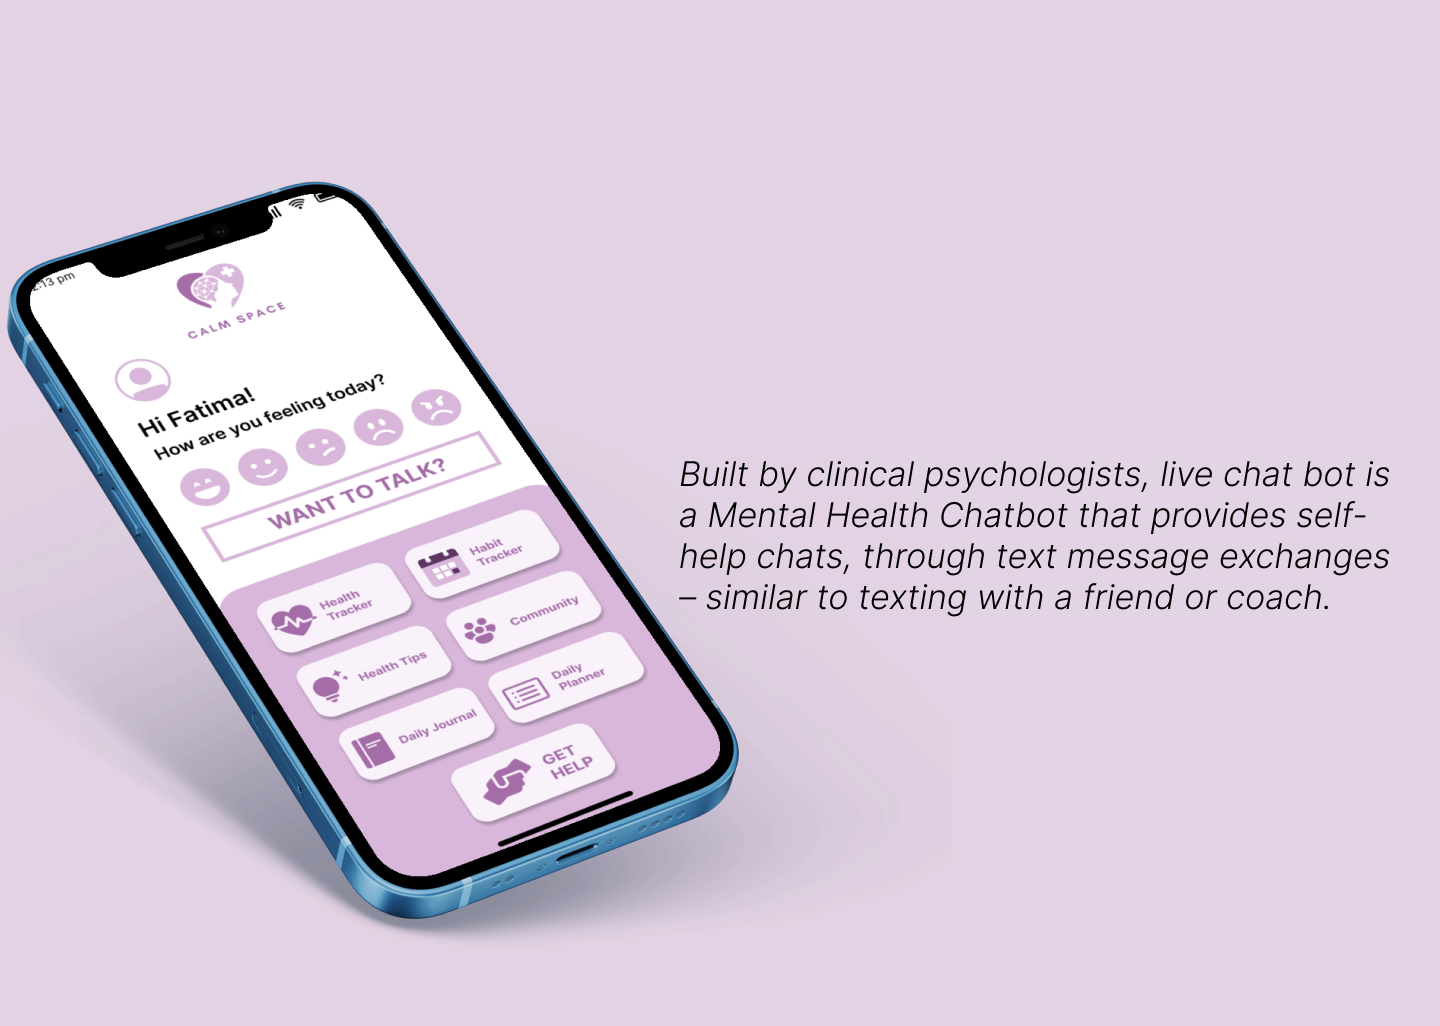 :13 pm
CALM SPACE
Hi Fatima!
How are you feeling today?
WANT TO TALK?
Health
Tracker
Habit
Tracker
Health Tips
Community
Daily Journal
Daily
Planner
GET
HELP
Built by clinical psychologists, live chat bot is
a Mental Health Chatbot that provides self-
help chats, through text message exchanges
– similar to texting with a friend or coach.